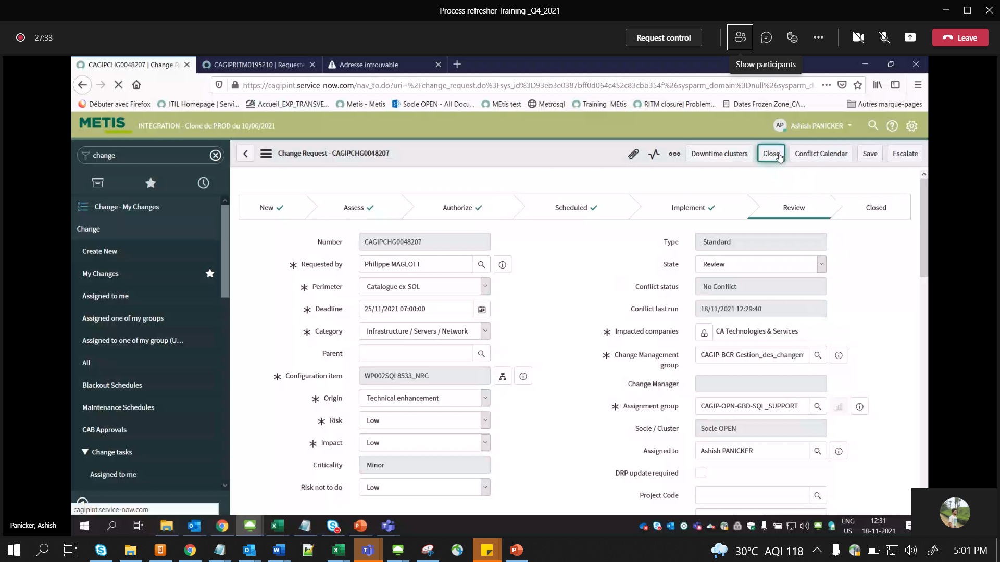 Process refresher Training _Q4_2021
27:33
Request control
Leave
Show participants
CAGIPCHG0048207 | Change R
CAGIPRITM0195210 | Requeste
Adresse introuvable
https://cagipint.service-now.com/nav_to.do?uri=%2Fchange_request.do%3Fsys_id%3D93eb3e0387bff0d064c452c83cbb354f%26sysparm_domain%3Dnull%26sysparm_d
Débuter avec Firefox
ITIL Homepage | Servi...
Accueil_EXP_TRANSVE...
Metis - Metis
Socle OPEN - All Docu...
MEtis test
Metrosql
Training MEtis
RITM closure| Problem...
Dates Frozen Zone_CA...
Autres marque-pages
METIS
INTEGRATION - Clone de PROD du 10/06/2021
AP
Ashish PANICKER
change
Change Request - CAGIPCHG0048207
Downtime clusters
Close
Conflict Calendar
Save
Escalate
Change - My Changes
Change
Create New
My Changes
Assigned to me
Assigned one of my groups
Assigned to one of my group (U...
All
Blackout Schedules
Maintenance Schedules
CAB Approvals
Change tasks
Assigned to me
cagipint.service-now.com
New
Assess
Authorize
Scheduled
Implement
Review
Closed
Number
CAGIPCHG0048207
Requested by
Philippe MAGLOTT
Perimeter
Catalogue ex-SOL
Deadline
25/11/2021 07:00:00
Category
Infrastructure / Servers / Network
Parent
Configuration item
WP002SQL8533_NRC
Origin
Technical enhancement
Risk
Low
Impact
Low
Criticality
Minor
Risk not to do
Low
Type
Standard
State
Review
Conflict status
No Conflict
Conflict last run
18/11/2021 12:29:40
Impacted companies
CA Technologies & Services
Change Management
group
CAGIP-BCR-Gestion_des_changem
Change Manager
Assignment group
CAGIP-OPN-GBD-SQL_SUPPORT
Socle / Cluster
Socle OPEN
Assigned to
Ashish PANICKER
DRP update required
Project Code
Panicker, Ashish
ENG
US
12:31
18-11-2021
30°C AQI 118
5:01 PM